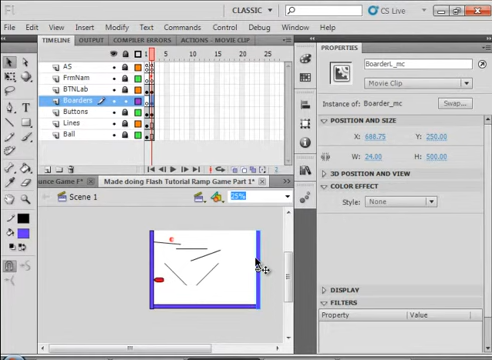 Fl CLASSIC CS Live
File Edit View Insert Modify Text Commands Control Debug Window Help
TIMELINE OUTPUT COMPILER ERRORS ACTIONS - MOVIE CLIP
1 5 10 15 20 25
AS
FrmNam
BTNLab
Boarders
Buttons
Lines
Ball
ance Game F* Made doing Flash Tutorial Ramp Game Part 1*
Scene 1 25%
PROPERTIES
BoarderL_mc
Movie Clip
Instance of: Boarder_mc Swap...
POSITION AND SIZE
X: 688.75 Y: 250.00
W: 24.00 H: 500.00
3D POSITION AND VIEW
COLOR EFFECT
Style: None
DISPLAY
FILTERS
Property Value